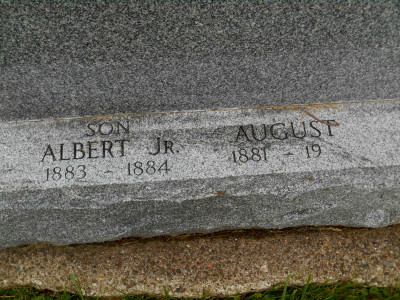 SON
ALBERT JR.
1883 - 1884
AUGUST
1881 - 19